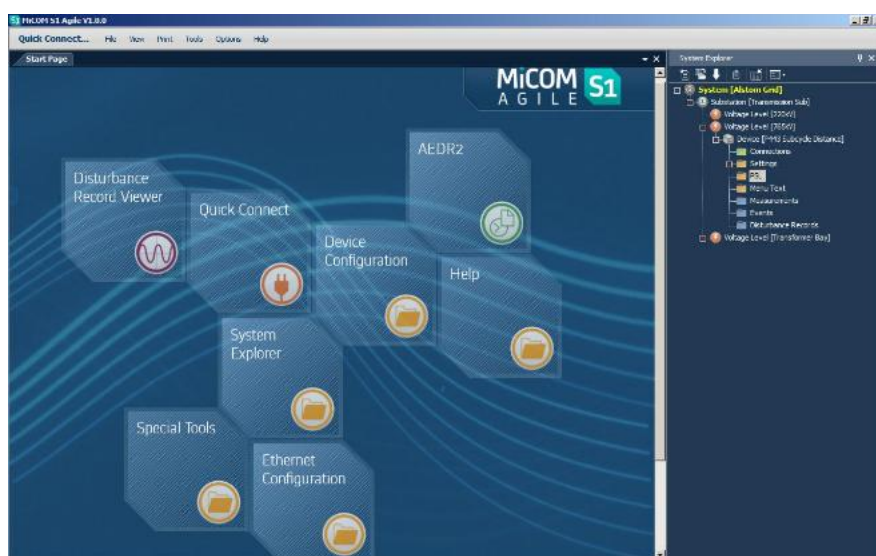 S1 MiCOM S1 Agile V1.0.0
Quick Connect... File View Print Tools Options Help
Start Page
MiCOM S1
AGILE
AEDR2
Disturbance
Record Viewer
Quick Connect
Device
Configuration
Help
System
Explorer
Special Tools
Ethernet
Configuration
System Explorer
System [Alstom Grid]
Substation [Transmission Sub]
Voltage Level [220kV]
Voltage Level [765kV]
Subcycle Distance]
Connections
Settings
PSL
Menu Text
Measurements
Events
Disturbance Records
Voltage Level [Transformer Bay]